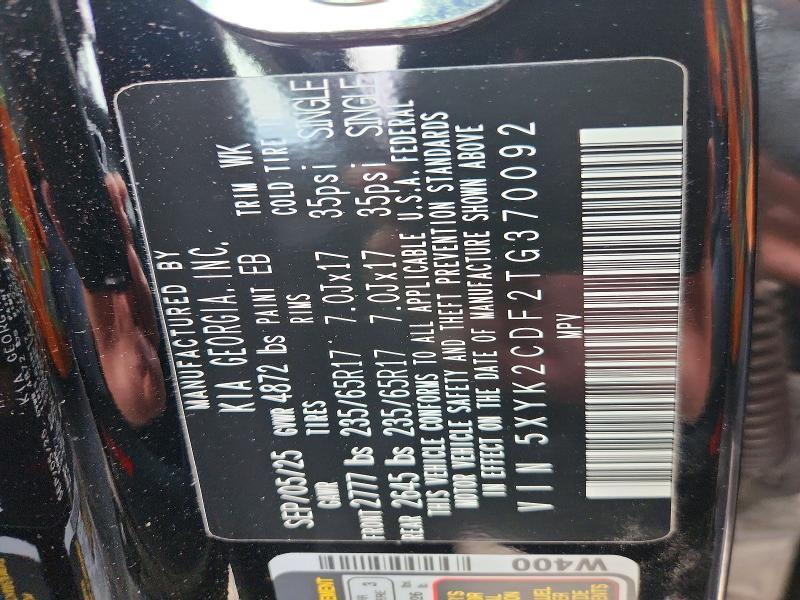 MANUFACTURED BY
KIA GEORGIA, INC.
SEP/05/25 GVWR 4872 lbs PAINT EB TRIM WK
GAWR TIRES RIMS COLD TIRE
FRONT 2777 lbs 235/65R17 7.0Jx17 35psi SINGLE
REAR 2645 lbs 235/65R17 7.0Jx17 35psi SINGLE
THIS VEHICLE CONFORMS TO ALL APPLICABLE U.S.A. FEDERAL
MOTOR VEHICLE SAFETY AND THEFT PREVENTION STANDARDS
IN EFFECT ON THE DATE OF MANUFACTURE SHOWN ABOVE
VIN 5XYK2CDF2TG370092
MPV
W400